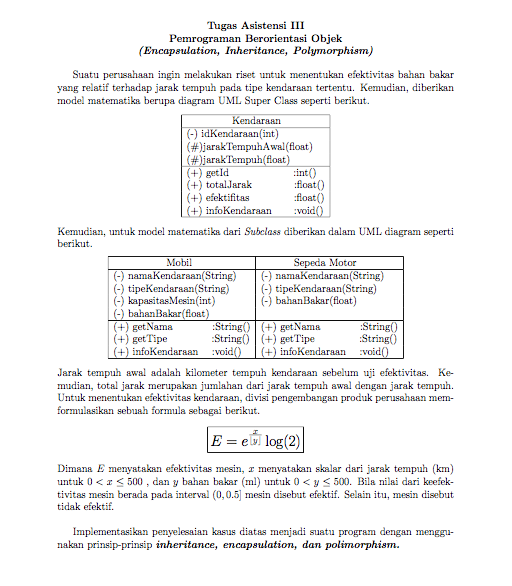 Tugas Asistensi III
Pemrograman Berorientasi Objek
(Encapsulation, Inheritance, Polymorphism)
Suatu perusahaan ingin melakukan riset untuk menentukan efektivitas bahan bakar
yang relatif terhadap jarak tempuh pada tipe kendaraan tertentu. Kemudian, diberikan
model matematika berupa diagram UML Super Class seperti berikut.
Kendaraan
(-) idKendaraan(int)
(#)jarakTempuhAwal(float)
(#)jarakTempuh(float)
(+) getId :int()
(+) totalJarak :float()
(+) efektifitas :float()
(+) infoKendaraan :void()
Kemudian, untuk model matematika dari Subclass diberikan dalam UML diagram seperti
berikut.
Mobil Sepeda Motor
(-) namaKendaraan(String) (-) namaKendaraan(String)
(-) tipeKendaraan(String) (-) tipeKendaraan(String)
(-) kapasitasMesin(int) (-) bahanBakar(float)
(-) bahanBakar(float)
(+) getNama :String() (+) getNama :String()
(+) getTipe :String() (+) getTipe :String()
(+) infoKendaraan :void() (+) infoKendaraan :void()
Jarak tempuh awal adalah kilometer tempuh kendaraan sebelum uji efektivitas. Ke-
mudian, total jarak merupakan jumlahan dari jarak tempuh awal dengan jarak tempuh.
Untuk menentukan efektivitas kendaraan, divisi pengembangan produk perusahaan mem-
formulasikan sebuah formula sebagai berikut.
E = e^{x/|y|} log(2)
Dimana E menyatakan efektivitas mesin, x menyatakan skalar dari jarak tempuh (km)
untuk 0 < x ≤ 500 , dan y bahan bakar (ml) untuk 0 < y ≤ 500. Bila nilai dari keefek-
tivitas mesin berada pada interval (0, 0.5] mesin disebut efektif. Selain itu, mesin disebut
tidak efektif.
Implementasikan penyelesaian kasus diatas menjadi suatu program dengan menggu-
nakan prinsip-prinsip inheritance, encapsulation, dan polimorphism.